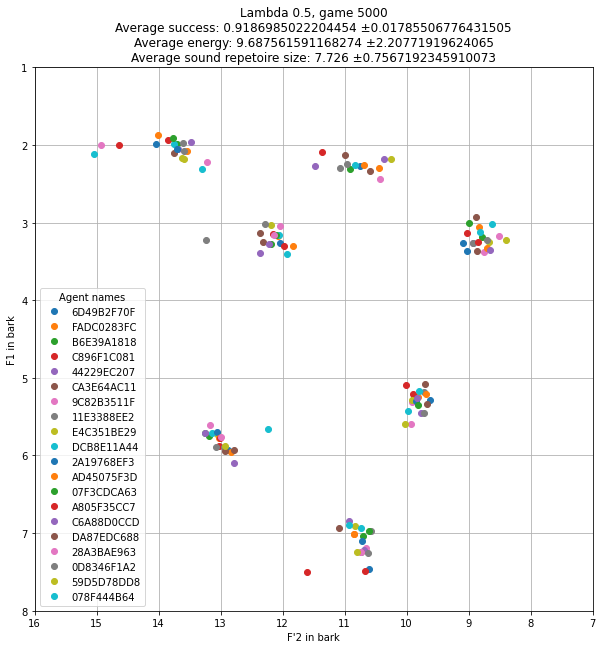 Lambda 0.5, game 5000
Average success: 0.9186985022204454 ±0.01785506776431505
Average energy: 9.687561591168274 ±2.20771919624065
Average sound repetoire size: 7.726 ±0.7567192345910073
1
2
3
4
5
6
7
8
F1 in bark
Agent names
6D49B2F70F
FADC0283FC
B6E39A1818
C896F1C081
44229EC207
CA3E64AC11
9C82B3511F
11E3388EE2
E4C351BE29
DCB8E11A44
2A19768EF3
AD45075F3D
07F3CDCA63
A805F35CC7
C6A88D0CCD
DA87EDC688
28A3BAE963
0D8346F1A2
59D5D78DD8
078F444B64
16 15 14 13 12 11 10 9 8 7
F'2 in bark